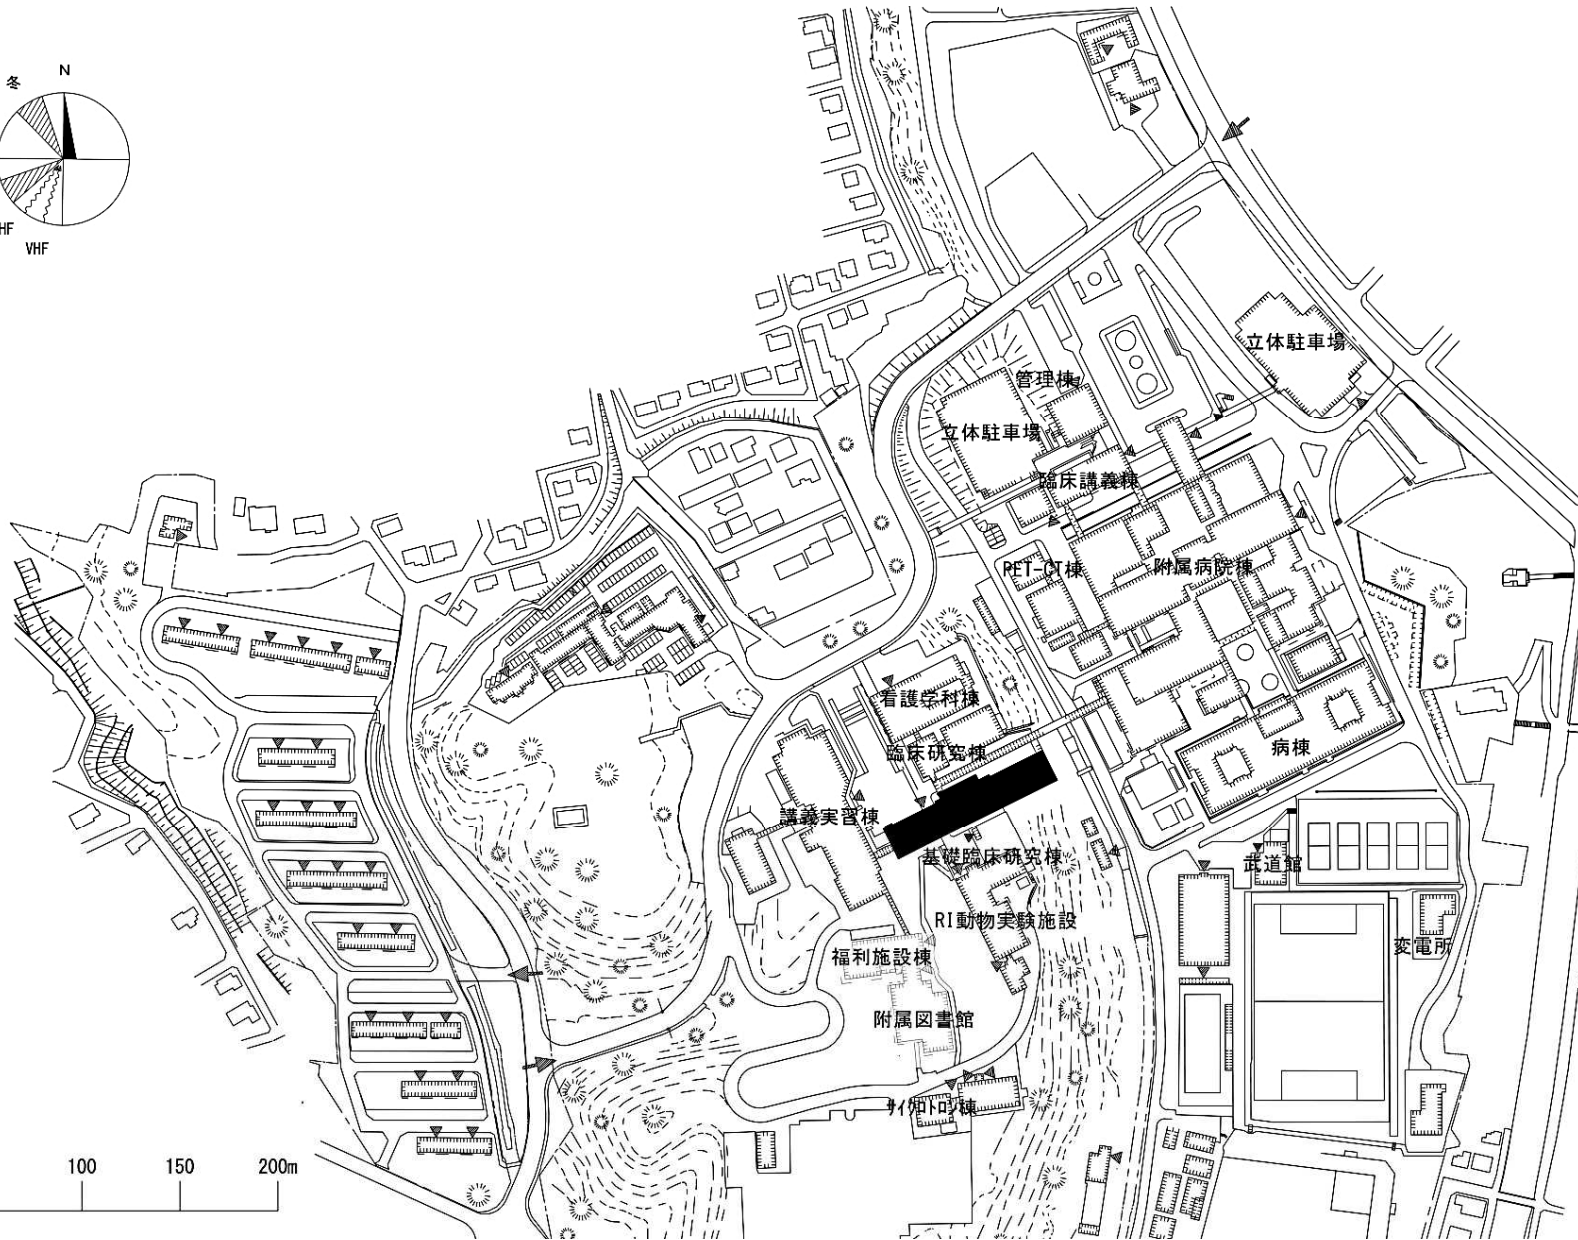 N
冬
HF
VHF
立体駐車場
管理棟
立体駐車場
臨床講義棟
PET-CT棟
附属病院棟
看護学科棟
臨床研究棟
病棟
講義実習棟
基礎臨床研究棟
武道館
RI動物実験施設
変電所
福利施設棟
附属図書館
サイクロトロン棟
100
150
200m